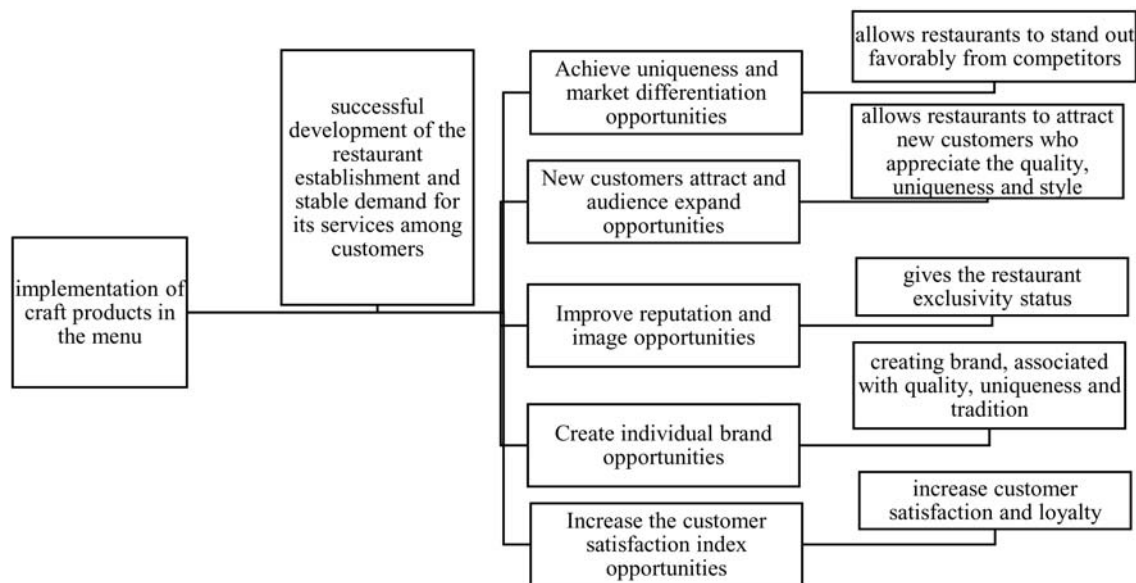 implementation of
craft products in
the menu
successful
development of the
restaurant
establishment and
stable demand for
its services among
customers
Achieve uniqueness and
market differentiation
opportunities
allows restaurants to stand out
favorably from competitors
New customers attract and
audience expand
opportunities
allows restaurants to attract
new customers who
appreciate the quality,
uniqueness and style
Improve reputation and
image opportunities
gives the restaurant
exclusivity status
Create individual brand
opportunities
creating brand, associated
with quality, uniqueness and
tradition
Increase the customer
satisfaction index
opportunities
increase customer
satisfaction and loyalty